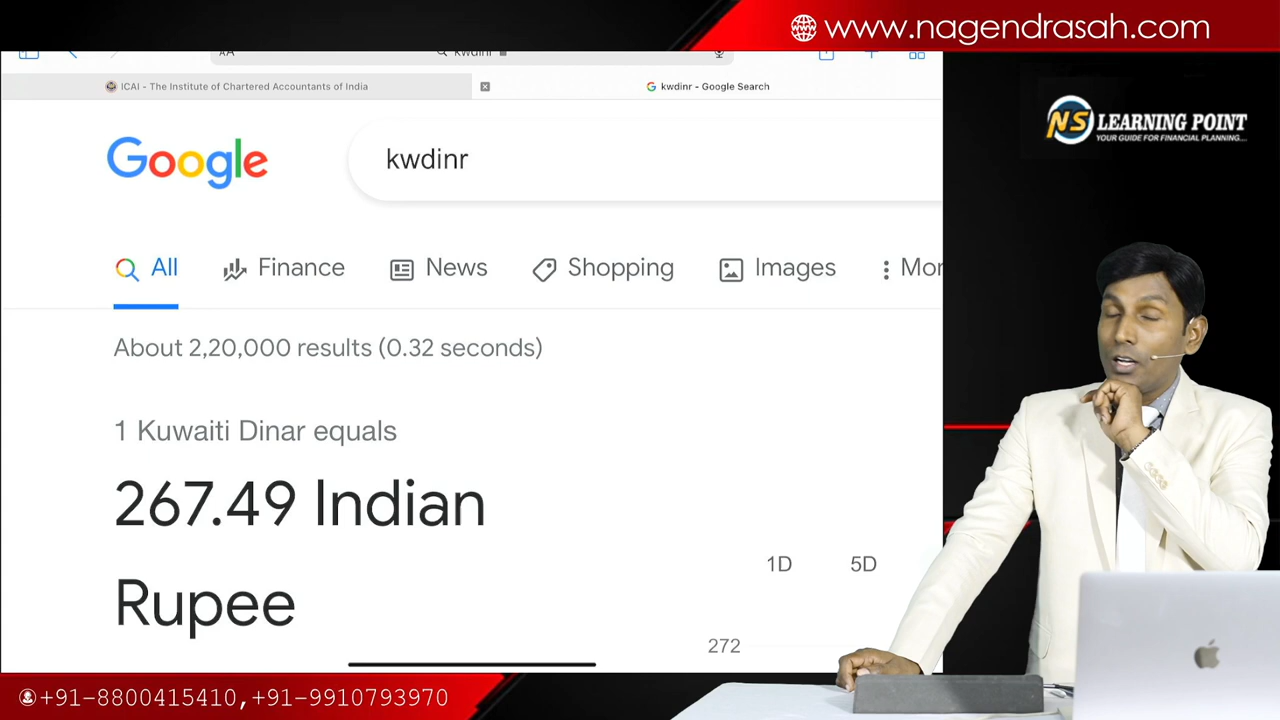 www.nagendrasah.com
AA
kwdinr
ICAI - The Institute of Chartered Accountants of India
kwdinr - Google Search
NS LEARNING POINT
YOUR GUIDE FOR FINANCIAL PLANNING....
Google
kwdinr
All
Finance
News
Shopping
Images
Mor
About 2,20,000 results (0.32 seconds)
1 Kuwaiti Dinar equals
267.49 Indian
Rupee
1D
5D
272
+91-8800415410,+91-9910793970